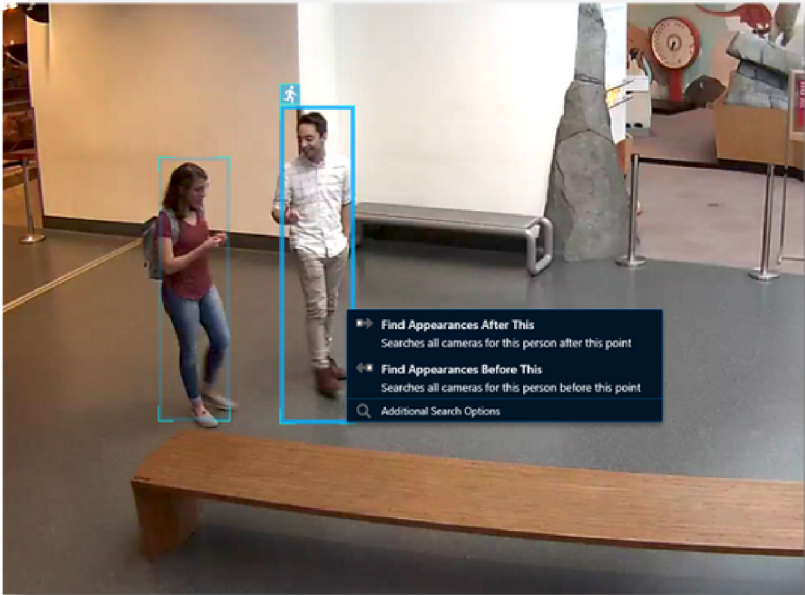 Find Appearances After This
Searches all cameras for this person after this point
Find Appearances Before This
Searches all cameras for this person before this point
Additional Search Options